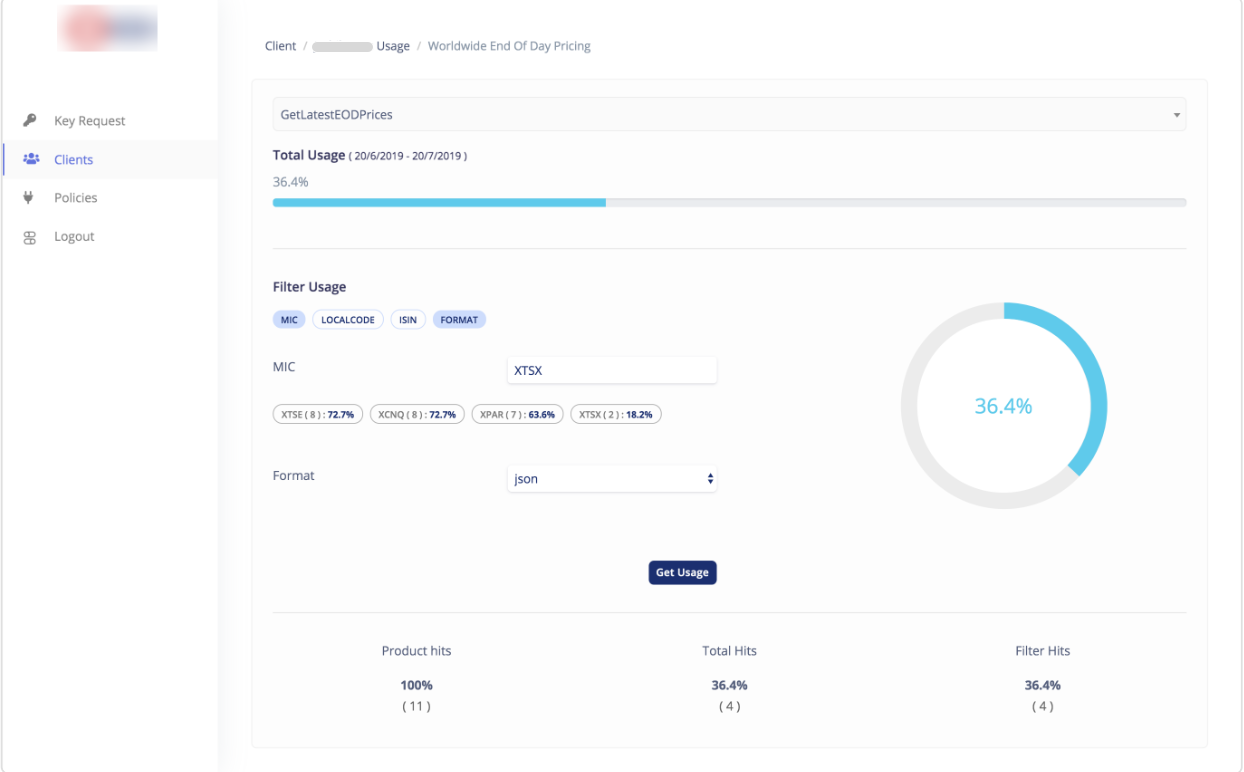 Client / Usage / Worldwide End Of Day Pricing
Key Request
Clients
Policies
Logout
GetLatestEODPrices
Total Usage ( 20/6/2019 - 20/7/2019 )
36.4%
Filter Usage
MIC LOCALCODE ISIN FORMAT
MIC XTSX
XTSE ( 8 ) : 72.7% XCNQ ( 8 ) : 72.7% XPAR ( 7 ) : 63.6% XTSX ( 2 ) : 18.2%
36.4%
Format json
Get Usage
Product hits Total Hits Filter Hits
100% 36.4% 36.4%
( 11 ) ( 4 ) ( 4 )